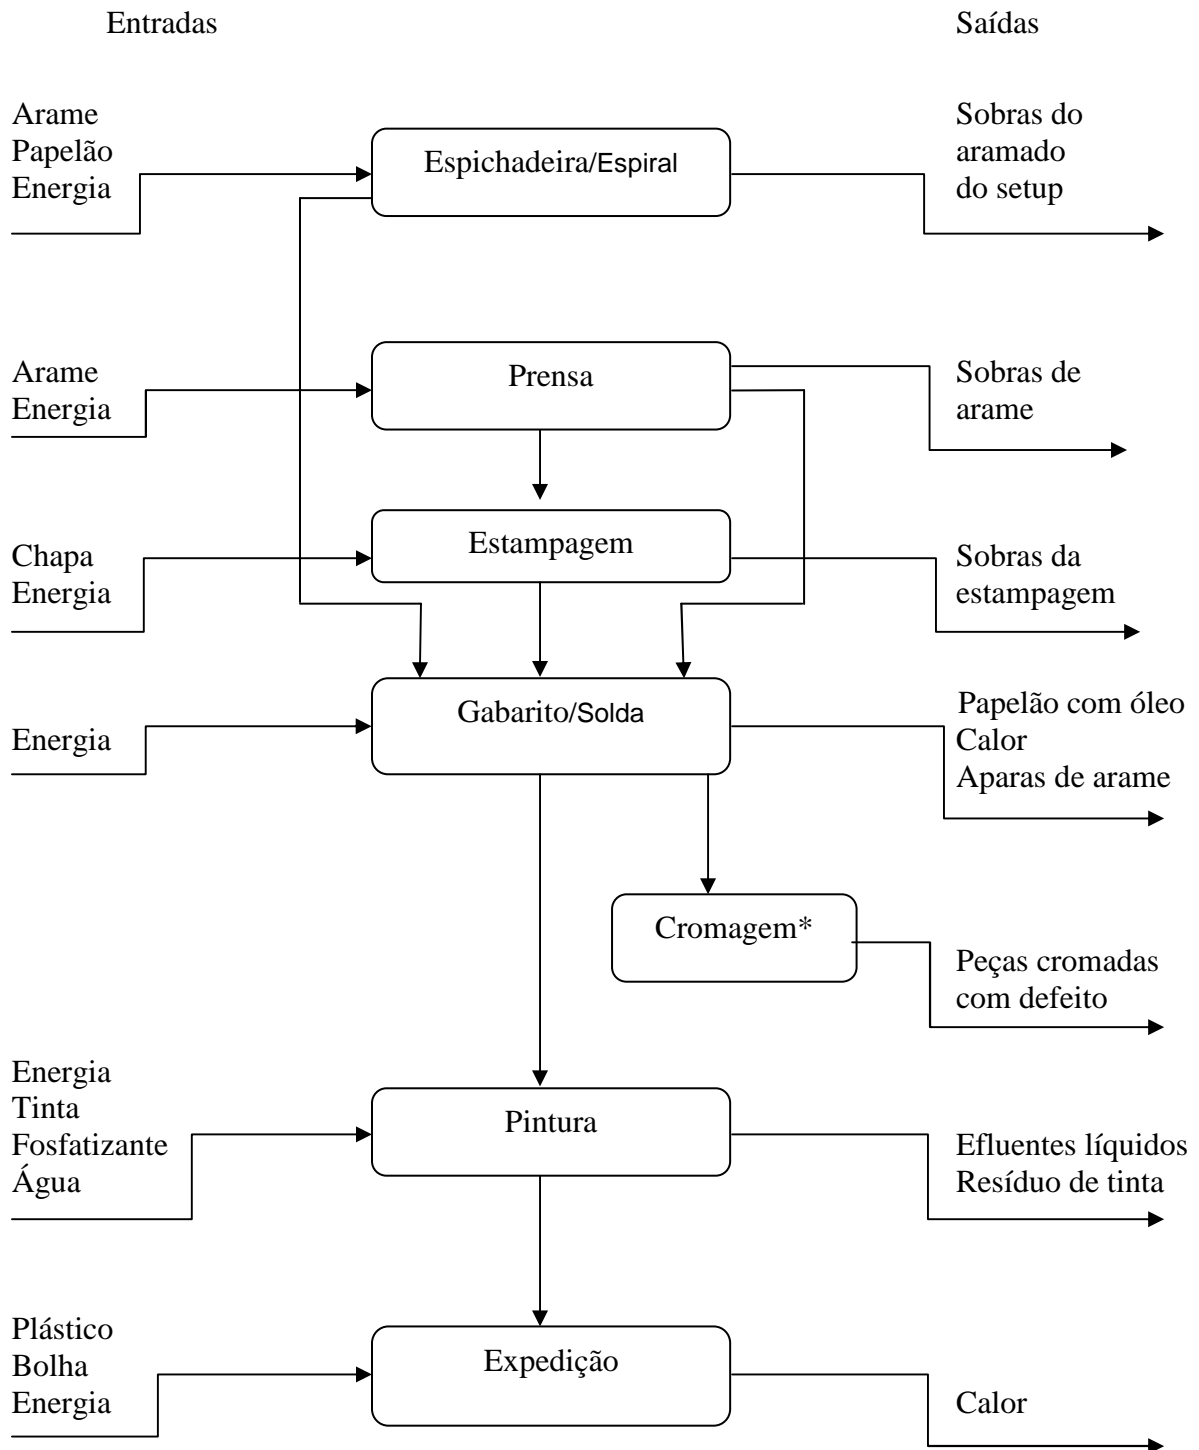 Entradas
Saídas
Arame
Papelão
Energia
Espichadeira/Espiral
Sobras do
aramado
do setup
Arame
Energia
Prensa
Sobras de
arame
Chapa
Energia
Estampagem
Sobras da
estampagem
Energia
Gabarito/Solda
Papelão com óleo
Calor
Aparas de arame
Cromagem*
Peças cromadas
com defeito
Energia
Tinta
Fosfatizante
Água
Pintura
Efluentes líquidos
Resíduo de tinta
Plástico
Bolha
Energia
Expedição
Calor